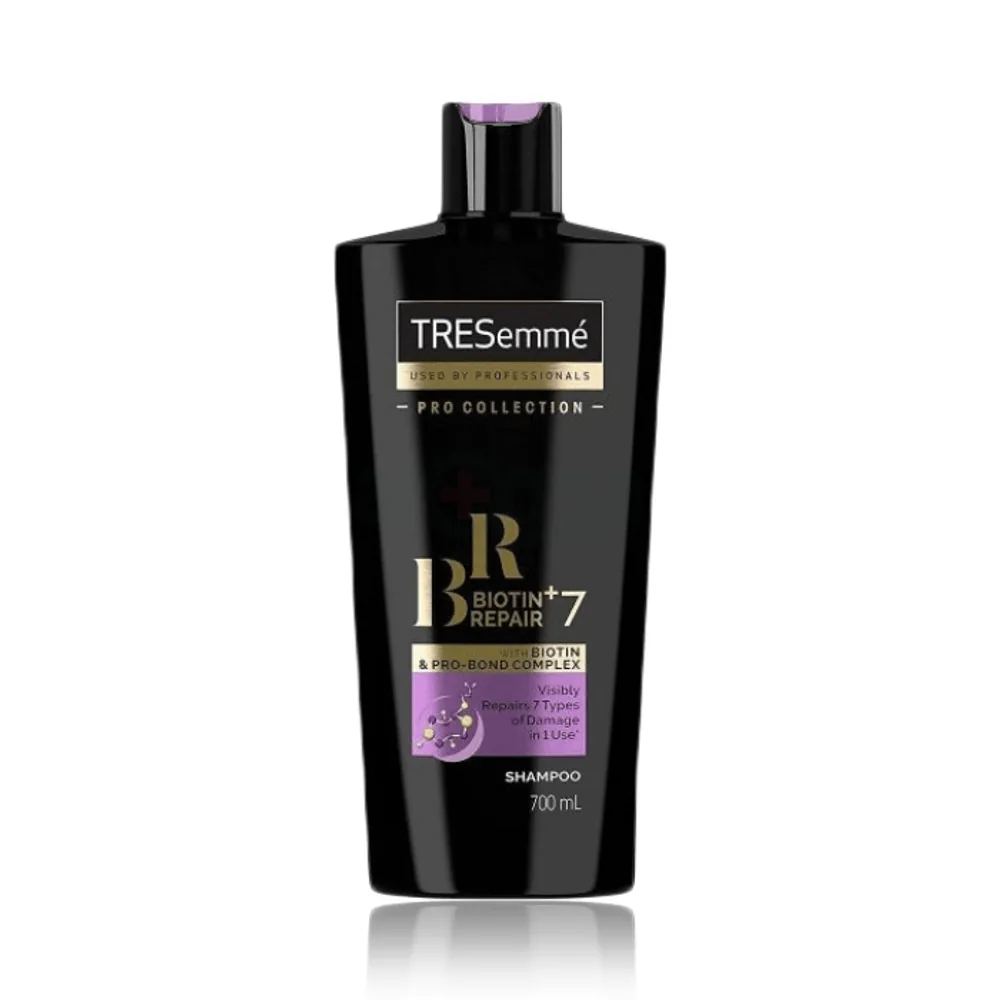 TRESemmé
USED BY PROFESSIONALS
– PRO COLLECTION –
BR
BIOTIN+7
REPAIR
WITH BIOTIN
& PRO-BOND COMPLEX
Visibly
Repairs 7 Types
of Damage
in 1 Use*
SHAMPOO
700 mL